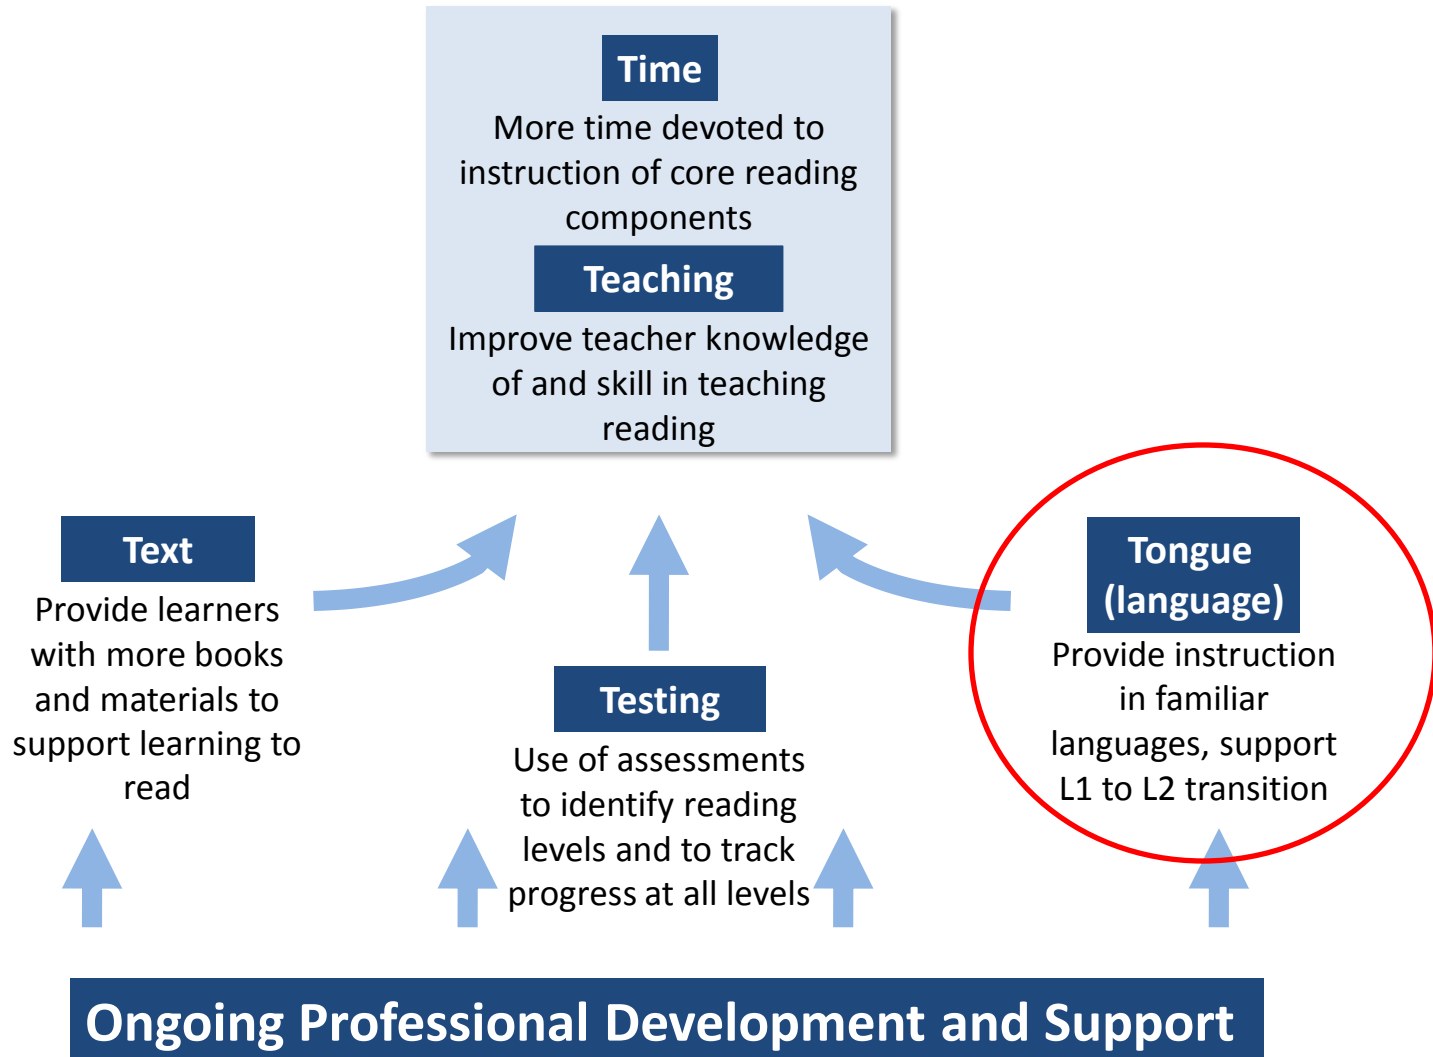 Time
More time devoted to
instruction of core reading
components
Teaching
Improve teacher knowledge
of and skill in teaching
reading
Text
Provide learners
with more books
and materials to
support learning to
read
Testing
Use of assessments
to identify reading
levels and to track
progress at all levels
Tongue
(language)
Provide instruction
in familiar
languages, support
L1 to L2 transition
Ongoing Professional Development and Support